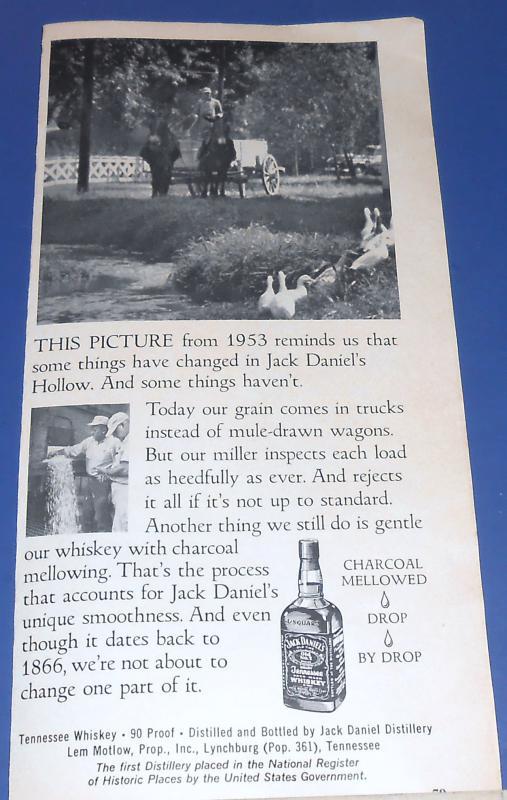 THIS PICTURE from 1953 reminds us that
some things have changed in Jack Daniel's
Hollow. And some things haven't.
Today our grain comes in trucks
instead of mule-drawn wagons.
But our miller inspects each load
as heedfully as ever. And rejects
it all if it's not up to standard.
Another thing we still do is gentle
our whiskey with charcoal
mellowing. That's the process
that accounts for Jack Daniel's
unique smoothness. And even
though it dates back to
1866, we're not about to
change one part of it.
CHARCOAL
MELLOWED
DROP
BY DROP
JACK DANIEL'S
Tennessee
WHISKEY
Tennessee Whiskey • 90 Proof • Distilled and Bottled by Jack Daniel Distillery
Lem Motlow, Prop., Inc., Lynchburg (Pop. 361), Tennessee
The first Distillery placed in the National Register
of Historic Places by the United States Government.